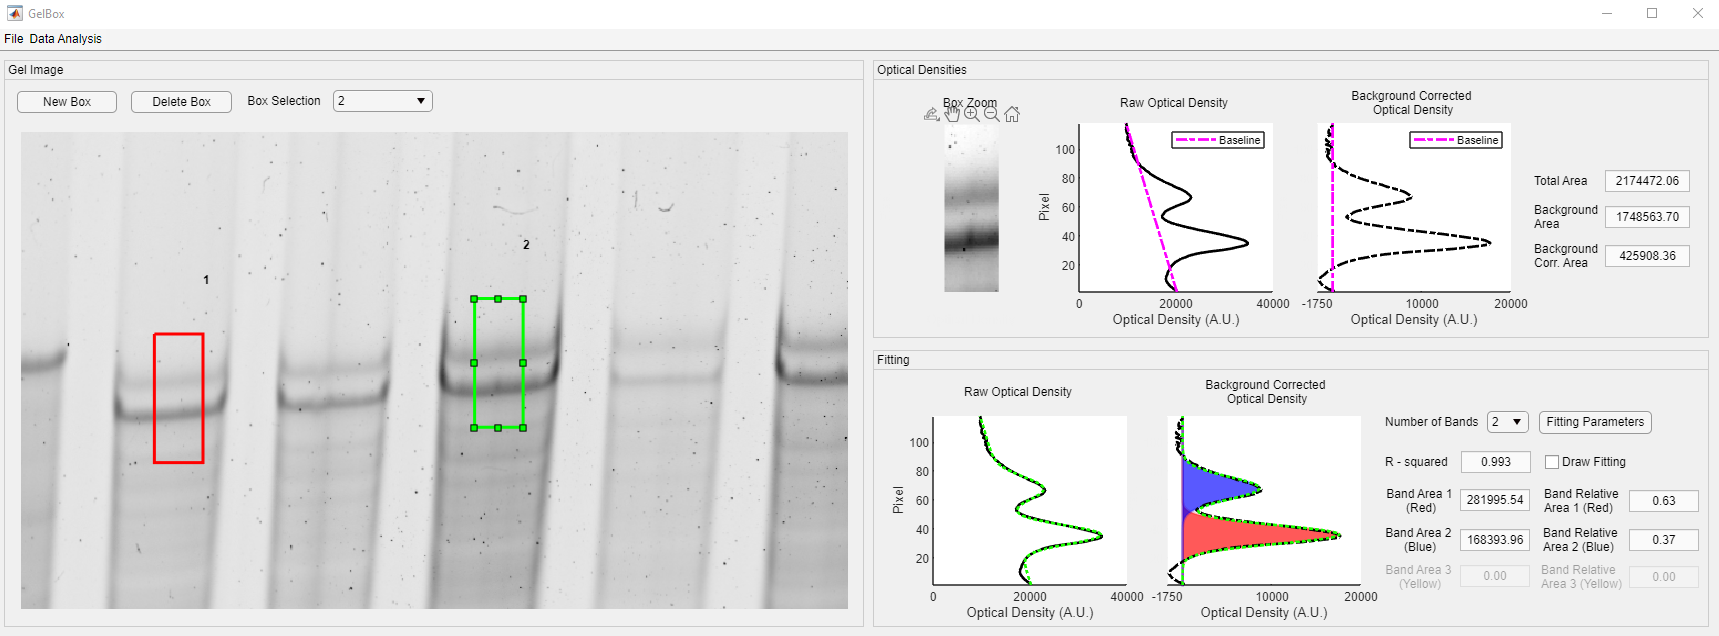 GelBox
File Data Analysis
Gel Image
New Box
Delete Box
Box Selection
2
1
2
Optical Densities
Box Zoom
Raw Optical Density
Baseline
100
80
60
40
20
Pixel
0
20000
40000
Optical Density (A.U.)
Background Corrected
Optical Density
Baseline
-1750
10000
20000
Optical Density (A.U.)
Total Area
2174472.06
Background
Area
1748563.70
Background
Corr. Area
425908.36
Fitting
Raw Optical Density
100
80
60
40
20
Pixel
0
20000
40000
Optical Density (A.U.)
Background Corrected
Optical Density
-1750
10000
20000
Optical Density (A.U.)
Number of Bands
2
Fitting Parameters
R - squared
0.993
Draw Fitting
Band Area 1
(Red)
281995.54
Band Relative
Area 1 (Red)
0.63
Band Area 2
(Blue)
168393.96
Band Relative
Area 2 (Blue)
0.37
Band Area 3
(Yellow)
0.00
Band Relative
Area 3 (Yellow)
0.00